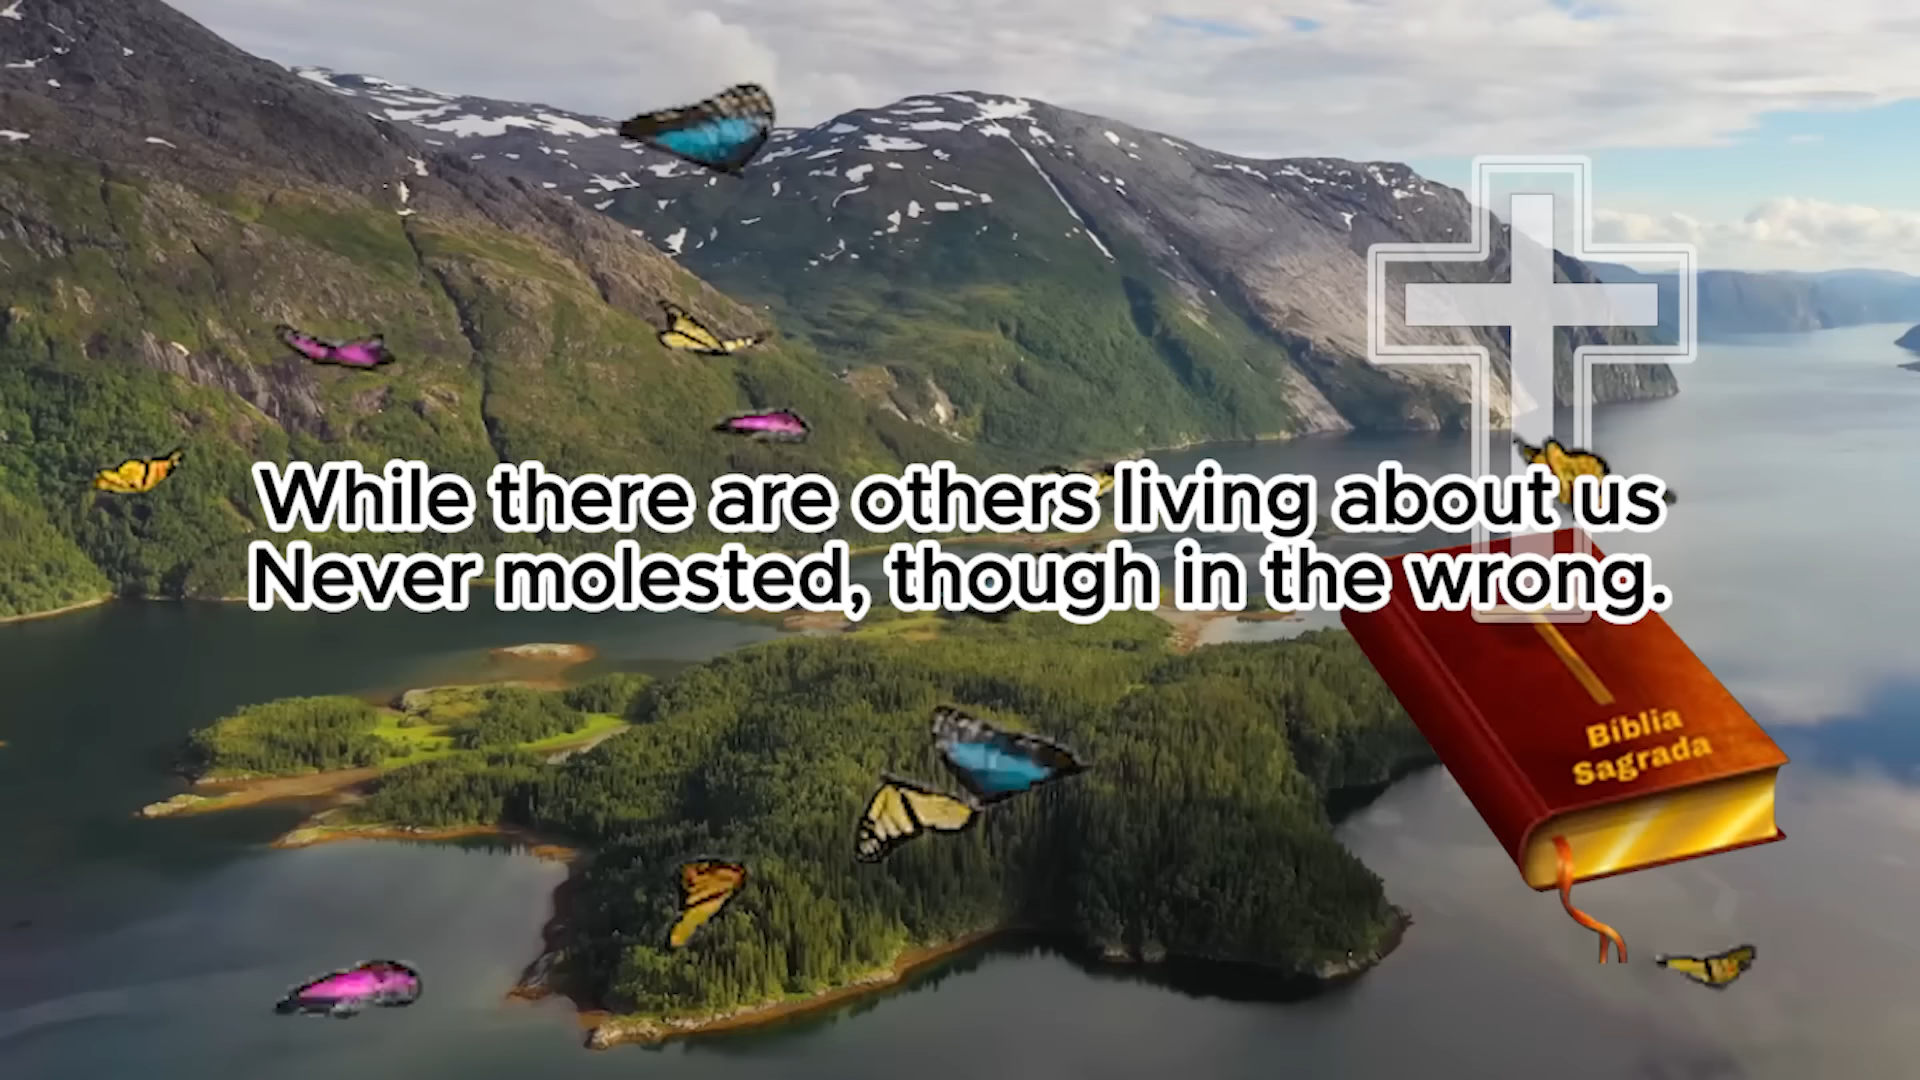 While there are others living about us
Never molested, though in the wrong.
Bíblia
Sagrada